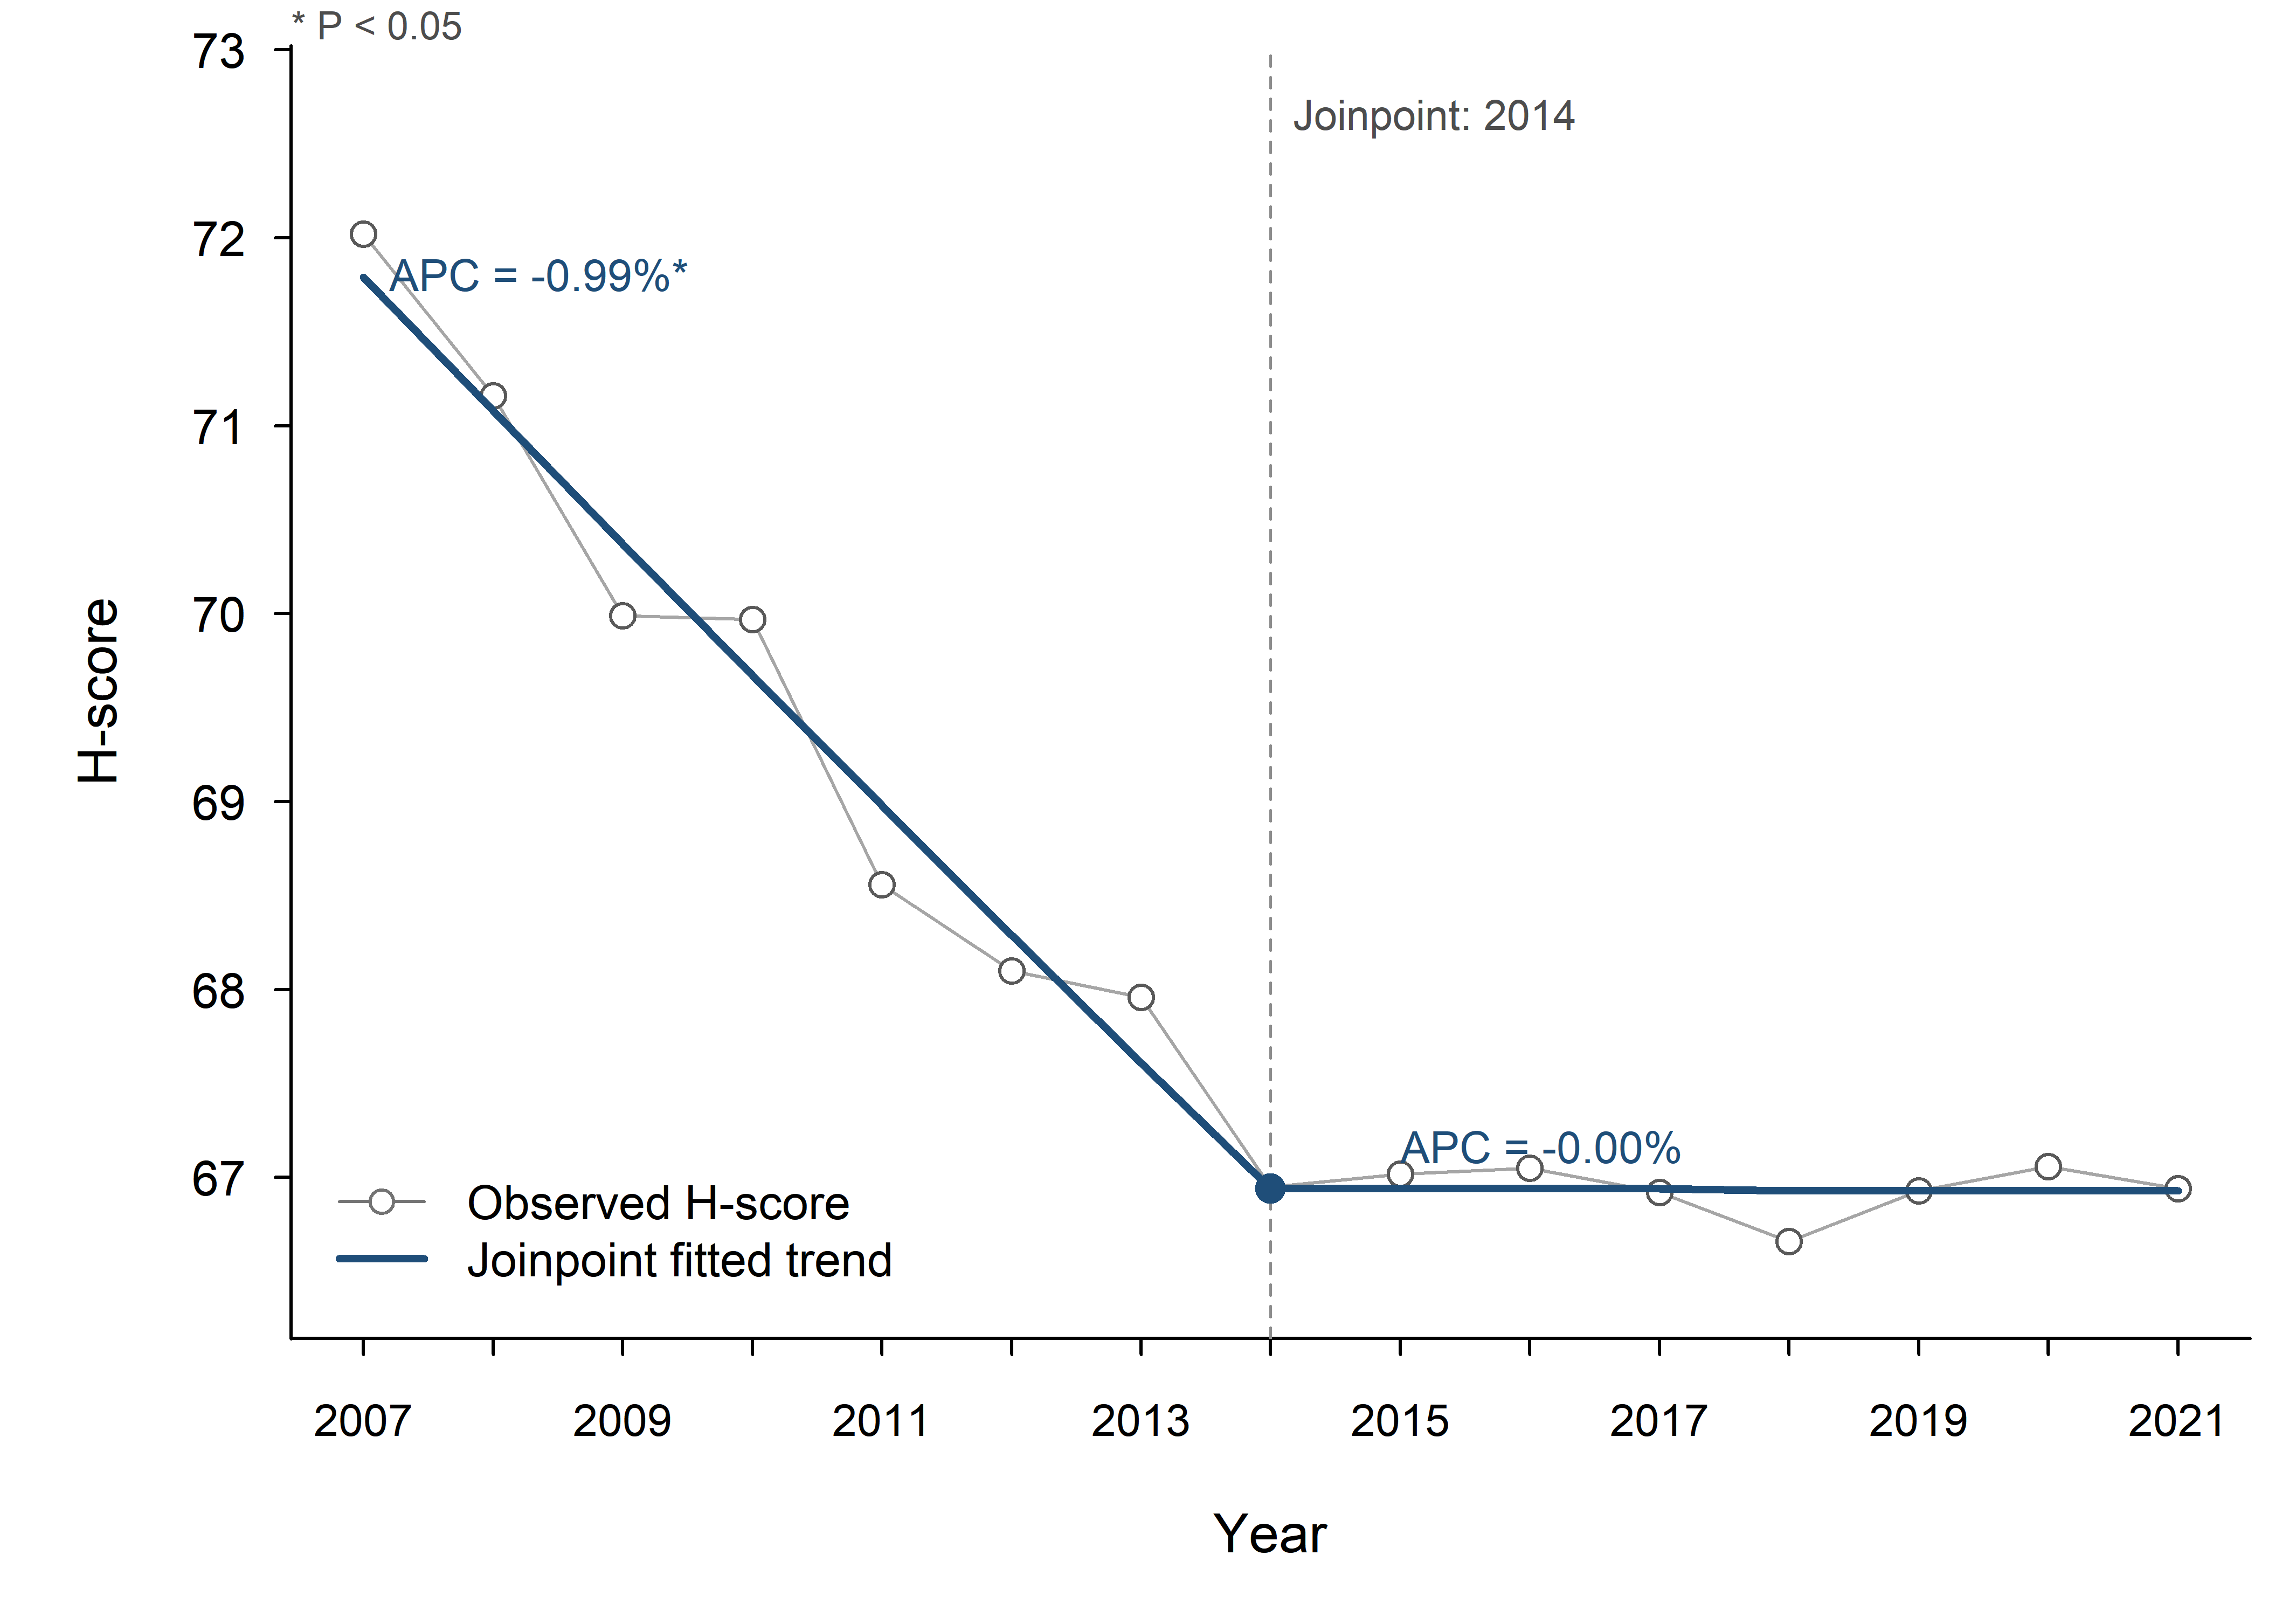 * P < 0.05
73
Joinpoint: 2014
72
APC = -0.99%*
71
70
H-score
69
68
APC = -0.00%
67
Observed H-score
Joinpoint fitted trend
2007 2009 2011 2013 2015 2017 2019 2021
Year